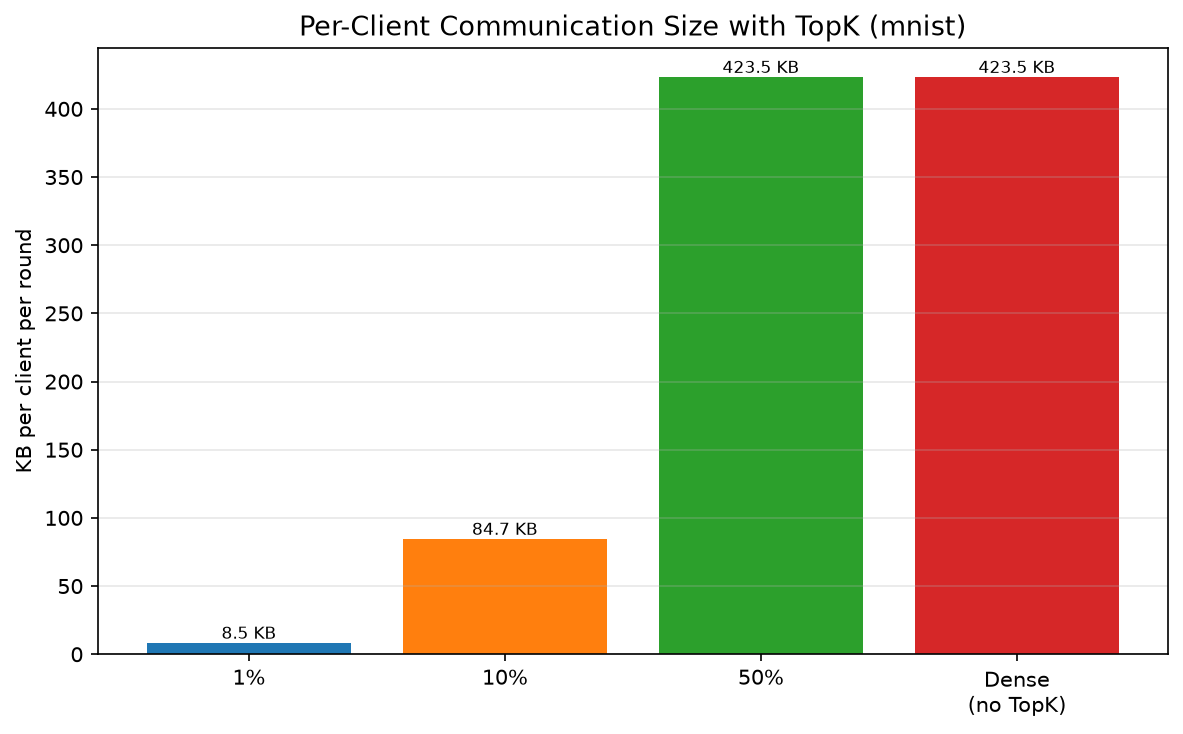 Per-Client Communication Size with TopK (mnist)
KB per client per round
400
350
300
250
200
150
100
50
0
8.5 KB
84.7 KB
423.5 KB
423.5 KB
1%
10%
50%
Dense
(no TopK)